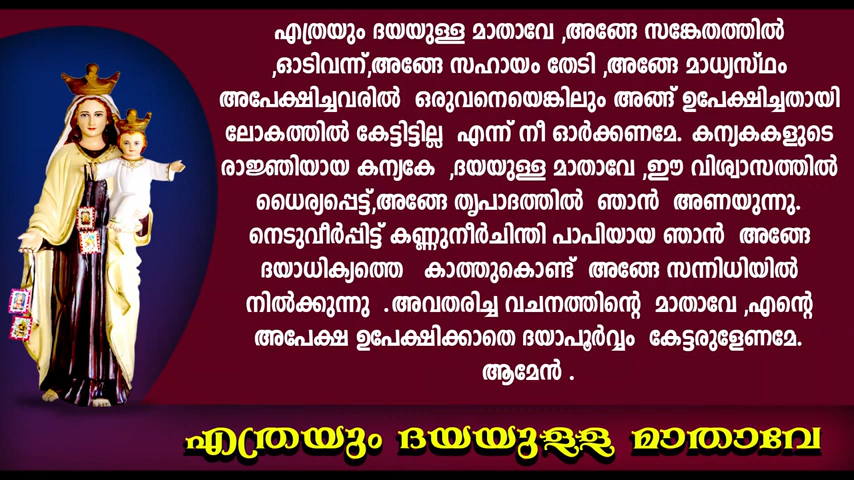 എത്രയും ദയയുള്ള മാതാവേ ,അങ്ങേ സങ്കേതത്തിൽ
,ഓടിവന്ന്,അങ്ങേ സഹായം തേടി ,അങ്ങേ മാധ്യസ്ഥം
അപേക്ഷിച്ചവരിൽ ഒരുവനെയെങ്കിലും അങ്ങ് ഉപേക്ഷിച്ചതായി
ലോകത്തിൽ കേട്ടിട്ടില്ല എന്ന് നീ ഓർക്കണമേ. കന്യകകളുടെ
രാജ്ഞിയായ കന്യകേ ,ദയയുള്ള മാതാവേ ,ഈ വിശ്വാസത്തിൽ
ധൈര്യപ്പെട്ട്,അങ്ങേ തൃപാദത്തിൽ ഞാൻ അണയുന്നു.
നെടുവീർപ്പിട്ട് കണ്ണുനീർചിന്തി പാപിയായ ഞാൻ അങ്ങേ
ദയാധിക്യത്തെ കാത്തുകൊണ്ട് അങ്ങേ സന്നിധിയിൽ
നിൽക്കുന്നു .അവതരിച്ച വചനത്തിന്റെ മാതാവേ ,എന്റെ
അപേക്ഷ ഉപേക്ഷിക്കാതെ ദയാപൂർവ്വം കേട്ടരുളേണമേ.
ആമേൻ .
എത്രയും ദയയുള്ള മാതാവേ